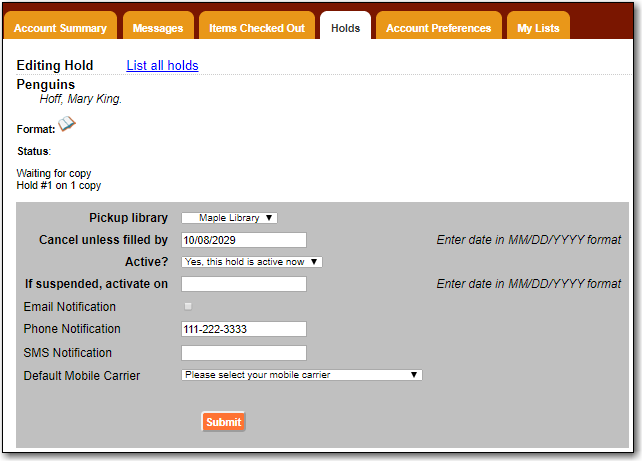 Account Summary Messages Items Checked Out Holds Account Preferences My Lists
Editing Hold List all holds
Penguins
Hoff, Mary King.
Format:
Status:
Waiting for copy
Hold #1 on 1 copy
Pickup library Maple Library
Cancel unless filled by 10/08/2029 Enter date in MM/DD/YYYY format
Active? Yes, this hold is active now
If suspended, activate on Enter date in MM/DD/YYYY format
Email Notification
Phone Notification 111-222-3333
SMS Notification
Default Mobile Carrier Please select your mobile carrier
Submit